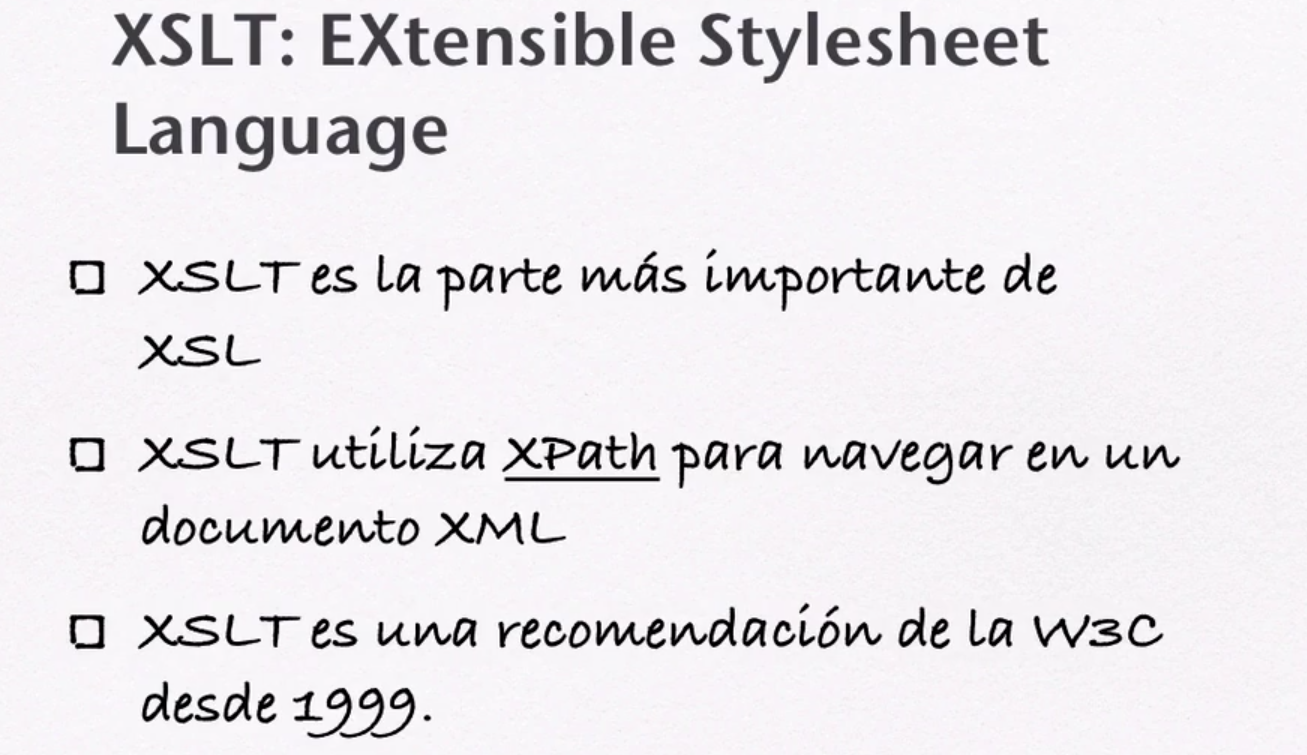 XSLT: EXtensible Stylesheet
Language
XSLT es la parte más importante de
XSL
XSLT utiliza XPath para navegar en un
documento XML
XSLT es una recomendación de la W3C
desde 1999.